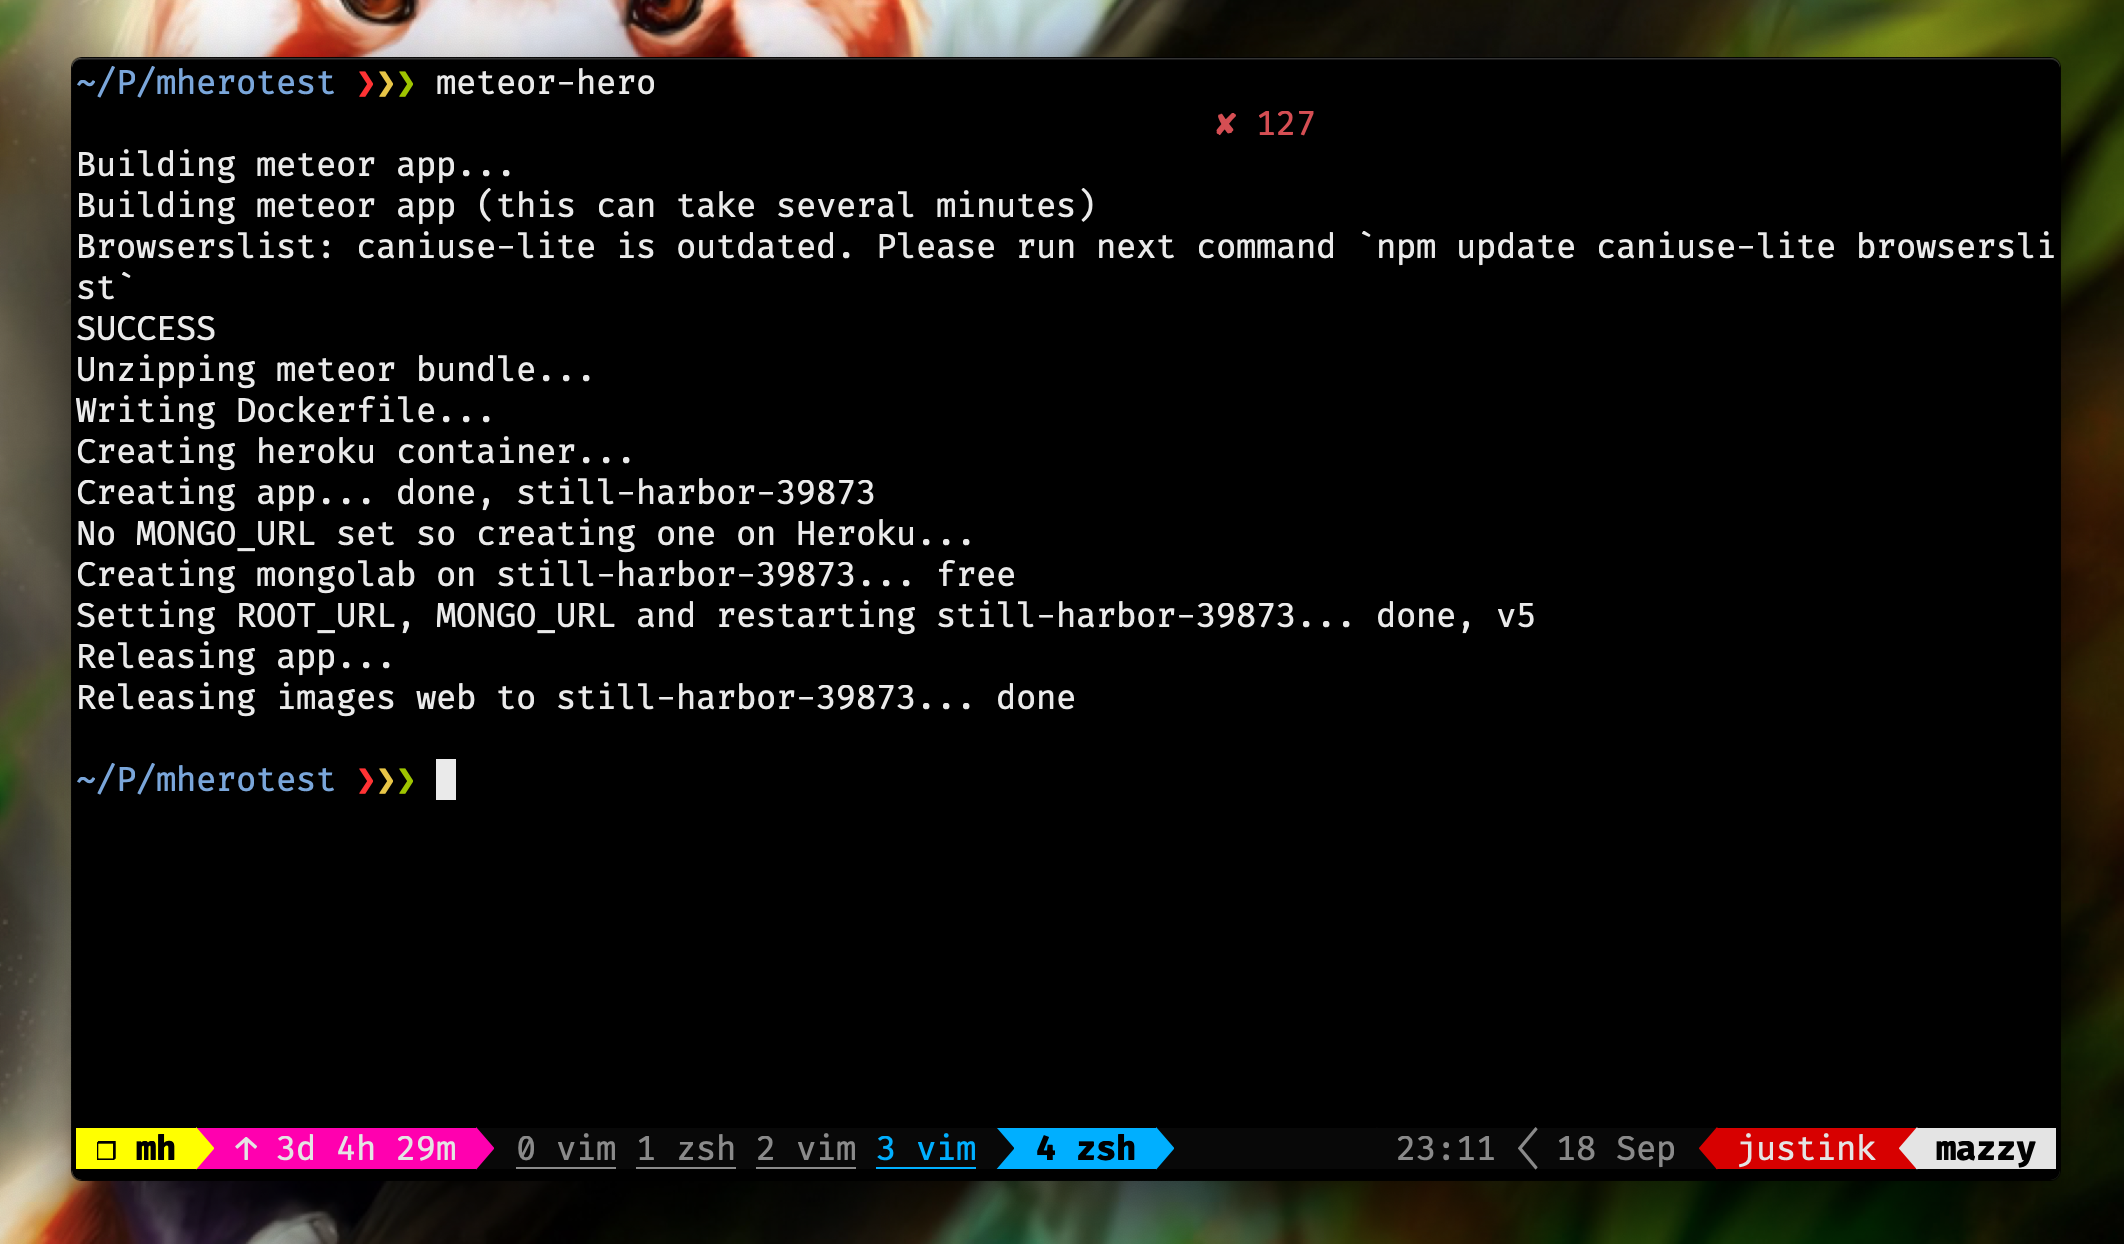 ~/P/mherotest ❯❯❯ meteor-hero
✘ 127
Building meteor app...
Building meteor app (this can take several minutes)
Browserslist: caniuse-lite is outdated. Please run next command `npm update caniuse-lite browsersli
st`
SUCCESS
Unzipping meteor bundle...
Writing Dockerfile...
Creating heroku container...
Creating app... done, still-harbor-39873
No MONGO_URL set so creating one on Heroku...
Creating mongolab on still-harbor-39873... free
Setting ROOT_URL, MONGO_URL and restarting still-harbor-39873... done, v5
Releasing app...
Releasing images web to still-harbor-39873... done
~/P/mherotest ❯❯❯
❐ mh ↑ 3d 4h 29m 0 vim 1 zsh 2 vim 3 vim 4 zsh 23:11 18 Sep justink mazzy